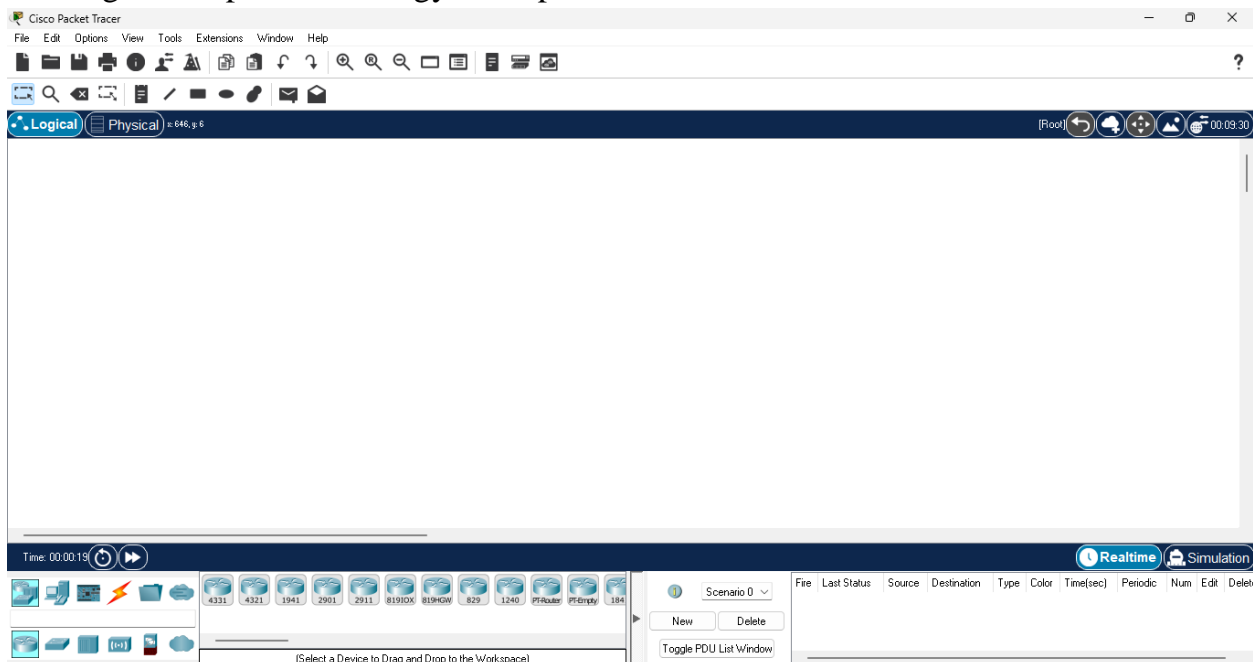 Cisco Packet Tracer
File Edit Options View Tools Extensions Window Help
?
Logical Physical x: 646, y: 6 [Root] 00:09:30
Time: 00:00:19 Realtime Simulation
4331 4321 1941 2901 2911 819IOX 819HGW 829 1240 PT-Router PT-Empty 184
Scenario 0
Fire Last Status Source Destination Type Color Time(sec) Periodic Num Edit Delet
New Delete
Toggle PDU List Window
(Select a Device to Drag and Drop to the Workspace)